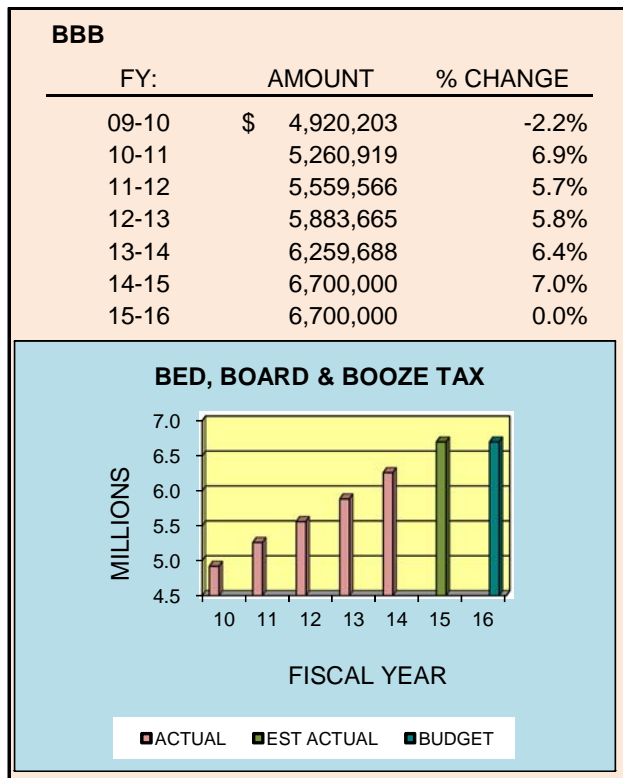 BBB
FY: AMOUNT % CHANGE
09-10 $ 4,920,203 -2.2%
10-11 5,260,919 6.9%
11-12 5,559,566 5.7%
12-13 5,883,665 5.8%
13-14 6,259,688 6.4%
14-15 6,700,000 7.0%
15-16 6,700,000 0.0%
BED, BOARD & BOOZE TAX
7.0
6.5
6.0
5.5
5.0
4.5
MILLIONS
10 11 12 13 14 15 16
FISCAL YEAR
ACTUAL EST ACTUAL BUDGET